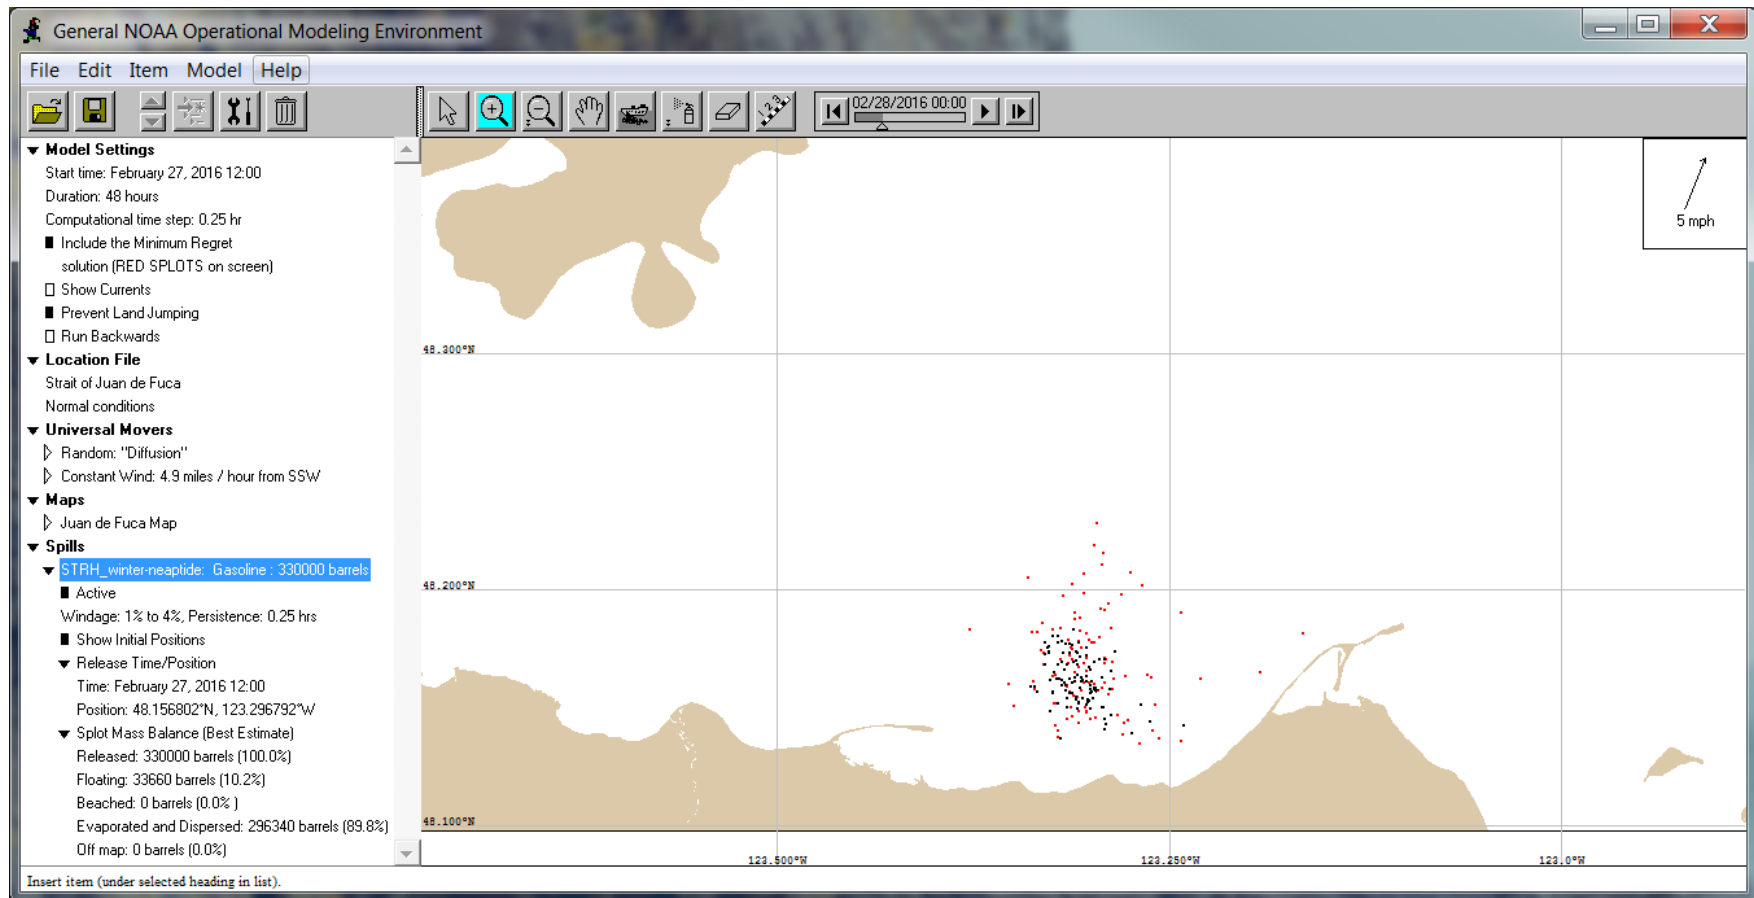 General NOAA Operational Modeling Environment
File Edit Item Model Help
02/28/2016 00:00
Model Settings
Start time: February 27, 2016 12:00
Duration: 48 hours
Computational time step: 0.25 hr
Include the Minimum Regret
solution (RED SPLOTS on screen)
Show Currents
Prevent Land Jumping
Run Backwards
Location File
Strait of Juan de Fuca
Normal conditions
Universal Movers
Random: "Diffusion"
Constant Wind: 4.9 miles / hour from SSW
Maps
Juan de Fuca Map
Spills
STRH_winter-neaptide: Gasoline : 330000 barrels
Active
Windage: 1% to 4%, Persistence: 0.25 hrs
Show Initial Positions
Release Time/Position
Time: February 27, 2016 12:00
Position: 48.156802°N, 123.296792°W
Splot Mass Balance (Best Estimate)
Released: 330000 barrels (100.0%)
Floating: 33660 barrels (10.2%)
Beached: 0 barrels (0.0% )
Evaporated and Dispersed: 296340 barrels (89.8%)
Off map: 0 barrels (0.0%)
5 mph
48.300°N
48.200°N
48.100°N
123.500°W 123.250°W 123.0°W
Insert item (under selected heading in list).